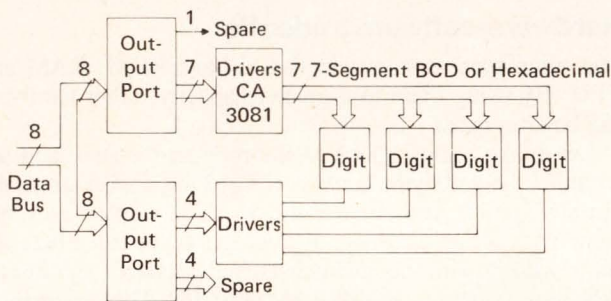 1
Spare
Out-
put
Port
8
7
Drivers
CA
3081
7 7-Segment BCD or Hexadecimal
8
Data
Bus
Digit
Digit
Digit
Digit
8
Out-
put
Port
4
Drivers
4
Spare